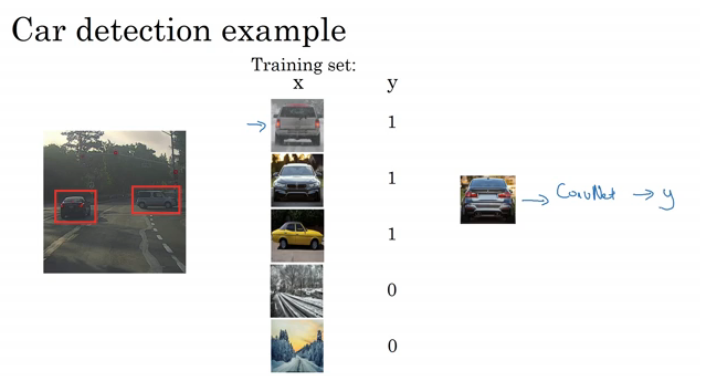 Car detection example
Training set:
x y
1
1
1
0
0
→ ConvNet → y